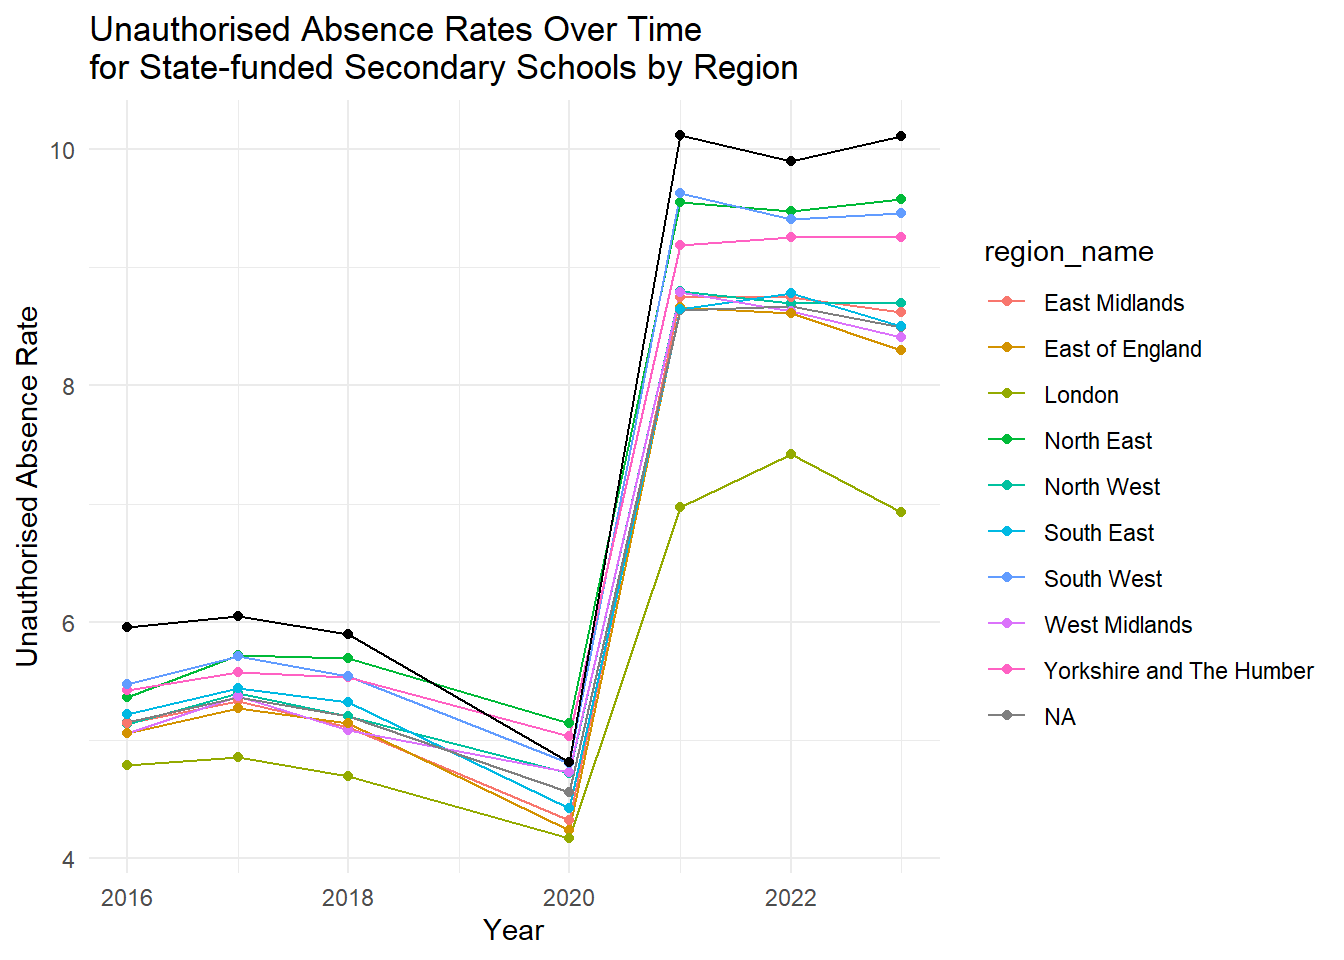 Unauthorised Absence Rates Over Time
for State-funded Secondary Schools by Region
Unauthorised Absence Rate
10
8
6
4
2016
2018
2020
2022
Year
region_name
East Midlands
East of England
London
North East
North West
South East
South West
West Midlands
Yorkshire and The Humber
NA